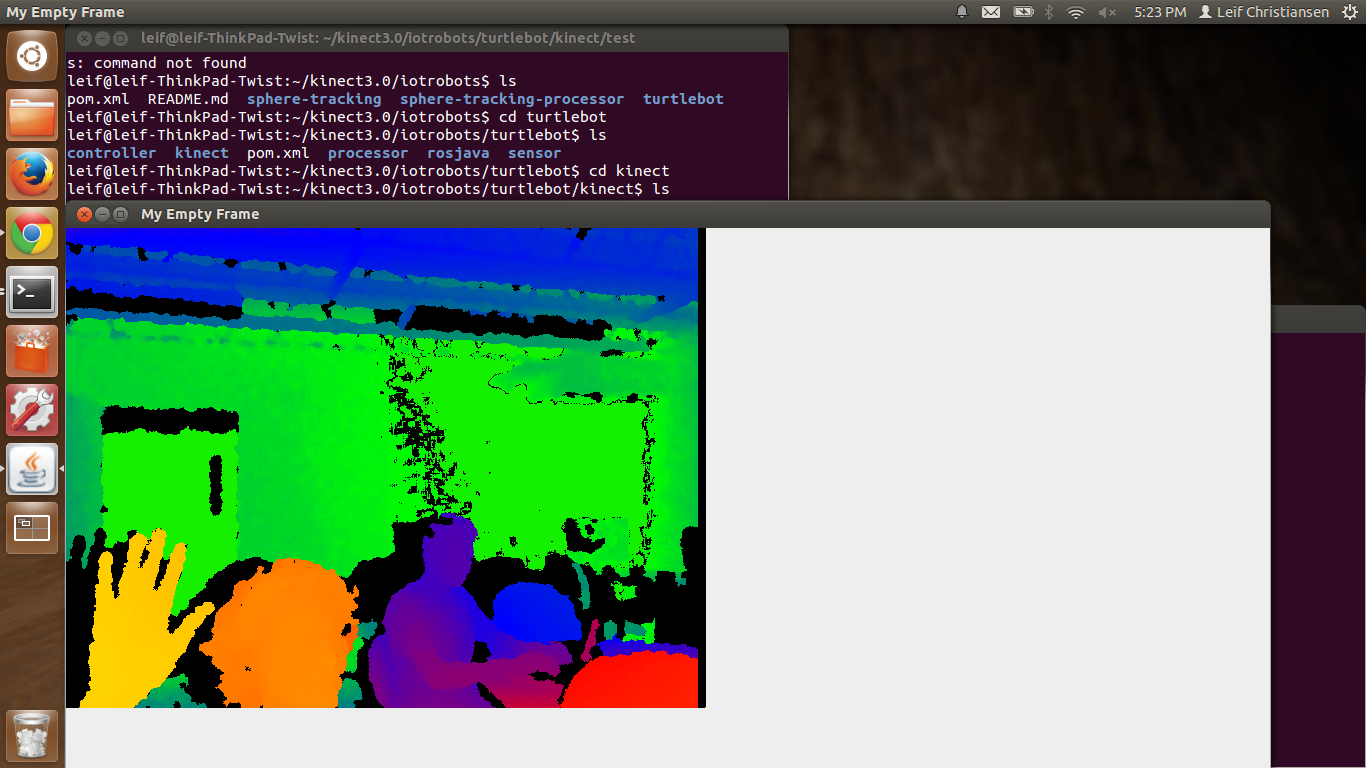 My Empty Frame
5:23 PM Leif Christiansen
leif@leif-ThinkPad-Twist: ~/kinect3.0/iotrobots/turtlebot/kinect/test
s: command not found
leif@leif-ThinkPad-Twist:~/kinect3.0/iotrobots$ ls
pom.xml README.md sphere-tracking sphere-tracking-processor turtlebot
leif@leif-ThinkPad-Twist:~/kinect3.0/iotrobots$ cd turtlebot
leif@leif-ThinkPad-Twist:~/kinect3.0/iotrobots/turtlebot$ ls
controller kinect pom.xml processor rosjava sensor
leif@leif-ThinkPad-Twist:~/kinect3.0/iotrobots/turtlebot$ cd kinect
leif@leif-ThinkPad-Twist:~/kinect3.0/iotrobots/turtlebot/kinect$ ls
My Empty Frame